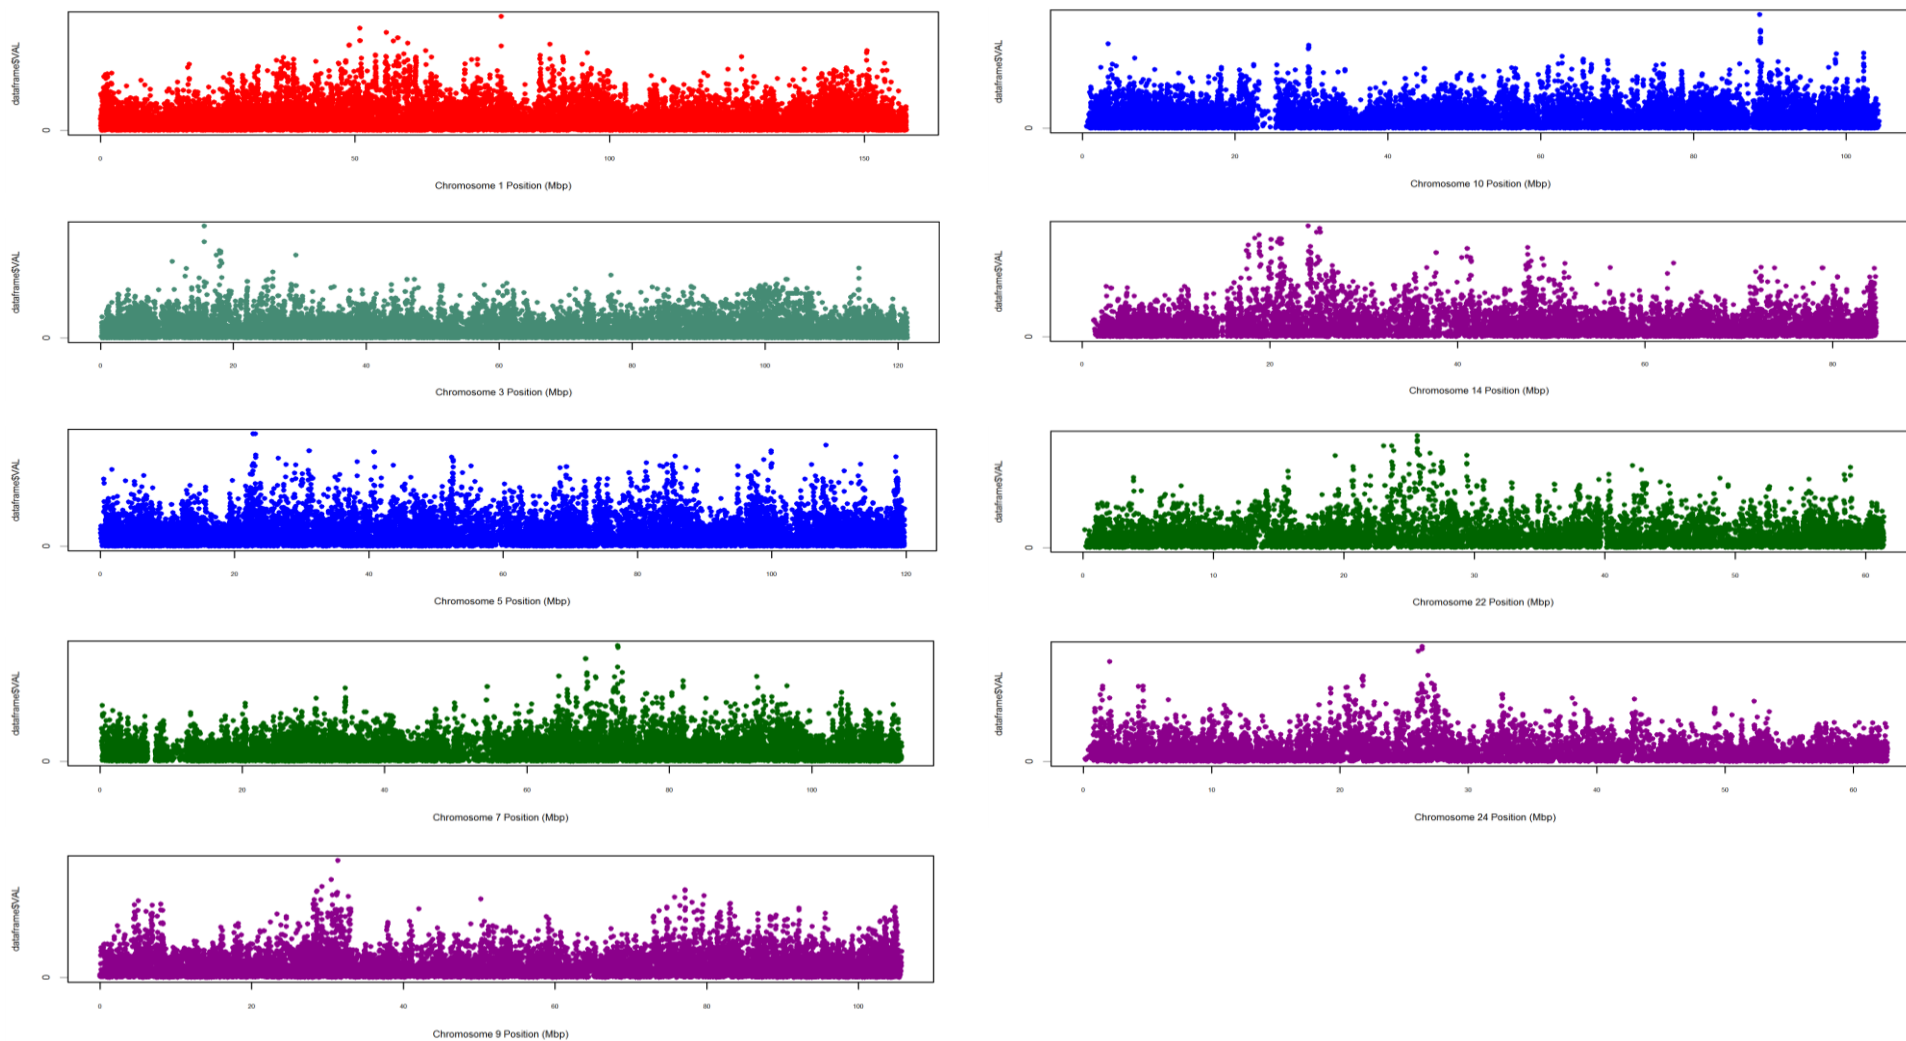 dataframe$VAL
0
0 50 100 150
Chromosome 1 Position (Mbp)
dataframe$VAL
0
0 20 40 60 80 100 120
Chromosome 3 Position (Mbp)
dataframe$VAL
0
0 20 40 60 80 100 120
Chromosome 5 Position (Mbp)
dataframe$VAL
0
0 20 40 60 80 100
Chromosome 7 Position (Mbp)
dataframe$VAL
0
0 20 40 60 80 100
Chromosome 9 Position (Mbp)
dataframe$VAL
0
0 20 40 60 80 100
Chromosome 10 Position (Mbp)
dataframe$VAL
0
0 20 40 60 80
Chromosome 14 Position (Mbp)
dataframe$VAL
0
0 10 20 30 40 50 60
Chromosome 22 Position (Mbp)
dataframe$VAL
0
0 10 20 30 40 50 60
Chromosome 24 Position (Mbp)